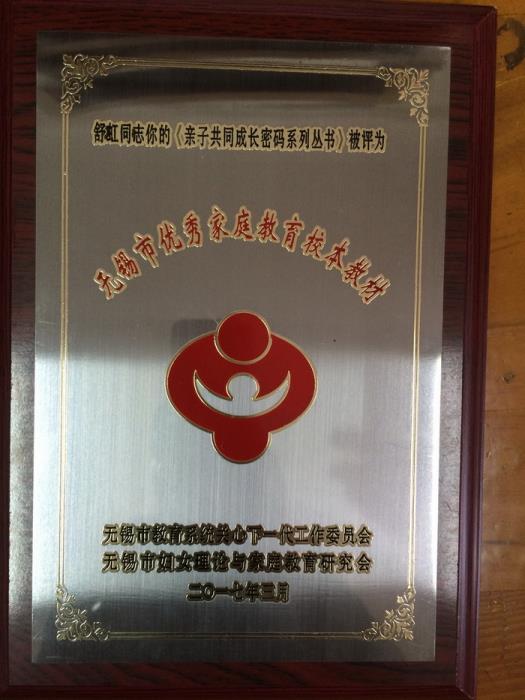 舒虹同志你的《亲子共同成长密码系列丛书》被评为
无锡市优秀家庭教育校本教材
无锡市教育系统关心下一代工作委员会
无锡市妇女理论与家庭教育研究会
二〇一七年三月